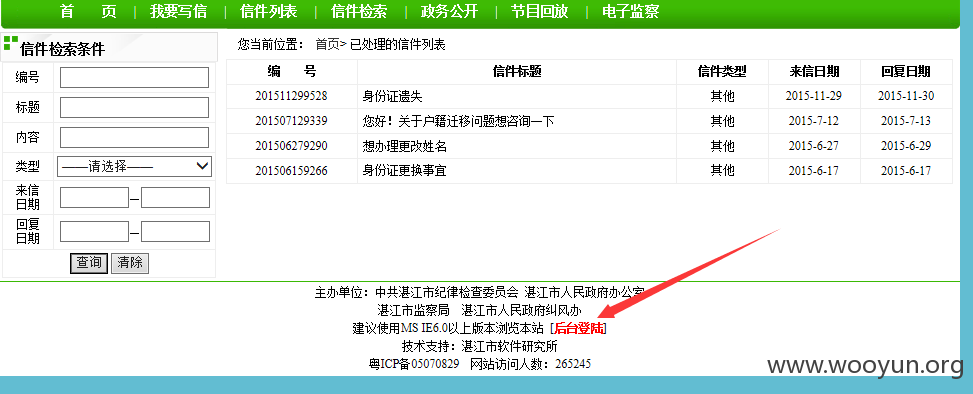 首 页 | 我要写信 | 信件列表 | 信件检索 | 政务公开 | 节目回放 | 电子监察
信件检索条件
编号
标题
内容
类型 ——请选择——
来信日期 —
回复日期 —
查询 清除
您当前位置： 首页> 已处理的信件列表
编 号 信件标题 信件类型 来信日期 回复日期
201511299528 身份证遗失 其他 2015-11-29 2015-11-30
201507129339 您好！关于户籍迁移问题想咨询一下 其他 2015-7-12 2015-7-13
201506279290 想办理更改姓名 其他 2015-6-27 2015-6-29
201506159266 身份证更换事宜 其他 2015-6-17 2015-6-17
主办单位：中共湛江市纪律检查委员会 湛江市人民政府办公室
湛江市监察局 湛江市人民政府纠风办
建议使用MS IE6.0以上版本浏览本站 [后台登陆]
技术支持：湛江市软件研究所
粤ICP备05070829 网站访问人数：265245
www.wooyun.org